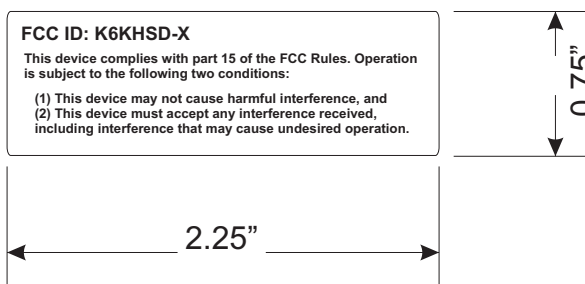 FCC ID: K6KHSD-X
This device complies with part 15 of the FCC Rules. Operation
is subject to the following two conditions:
(1) This device may not cause harmful interference, and
(2) This device must accept any interference received,
including interference that may cause undesired operation.
0.75”
2.25”